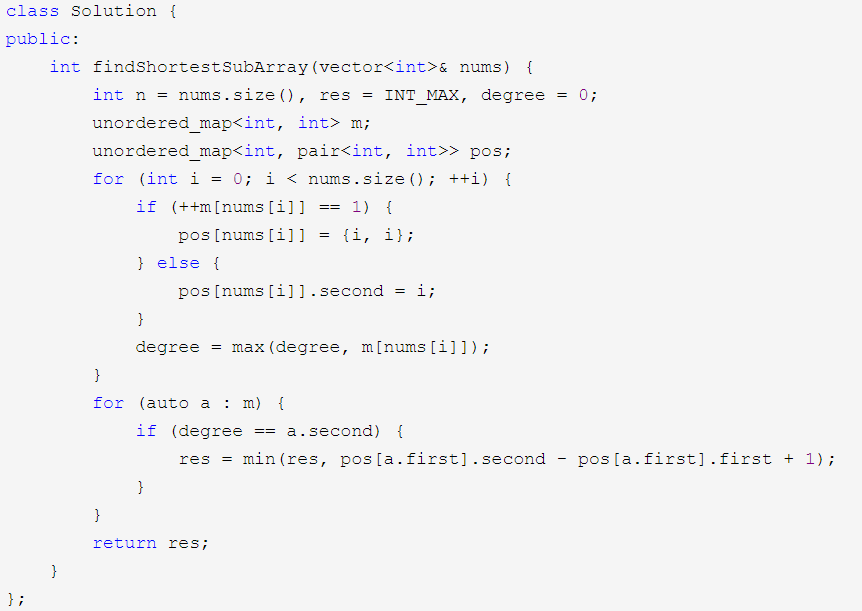 class Solution {
public:
    int findShortestSubArray(vector<int>& nums) {
        int n = nums.size(), res = INT_MAX, degree = 0;
        unordered_map<int, int> m;
        unordered_map<int, pair<int, int>> pos;
        for (int i = 0; i < nums.size(); ++i) {
            if (++m[nums[i]] == 1) {
                pos[nums[i]] = {i, i};
            } else {
                pos[nums[i]].second = i;
            }
            degree = max(degree, m[nums[i]]);
        }
        for (auto a : m) {
            if (degree == a.second) {
                res = min(res, pos[a.first].second - pos[a.first].first + 1);
            }
        }
        return res;
    }
};